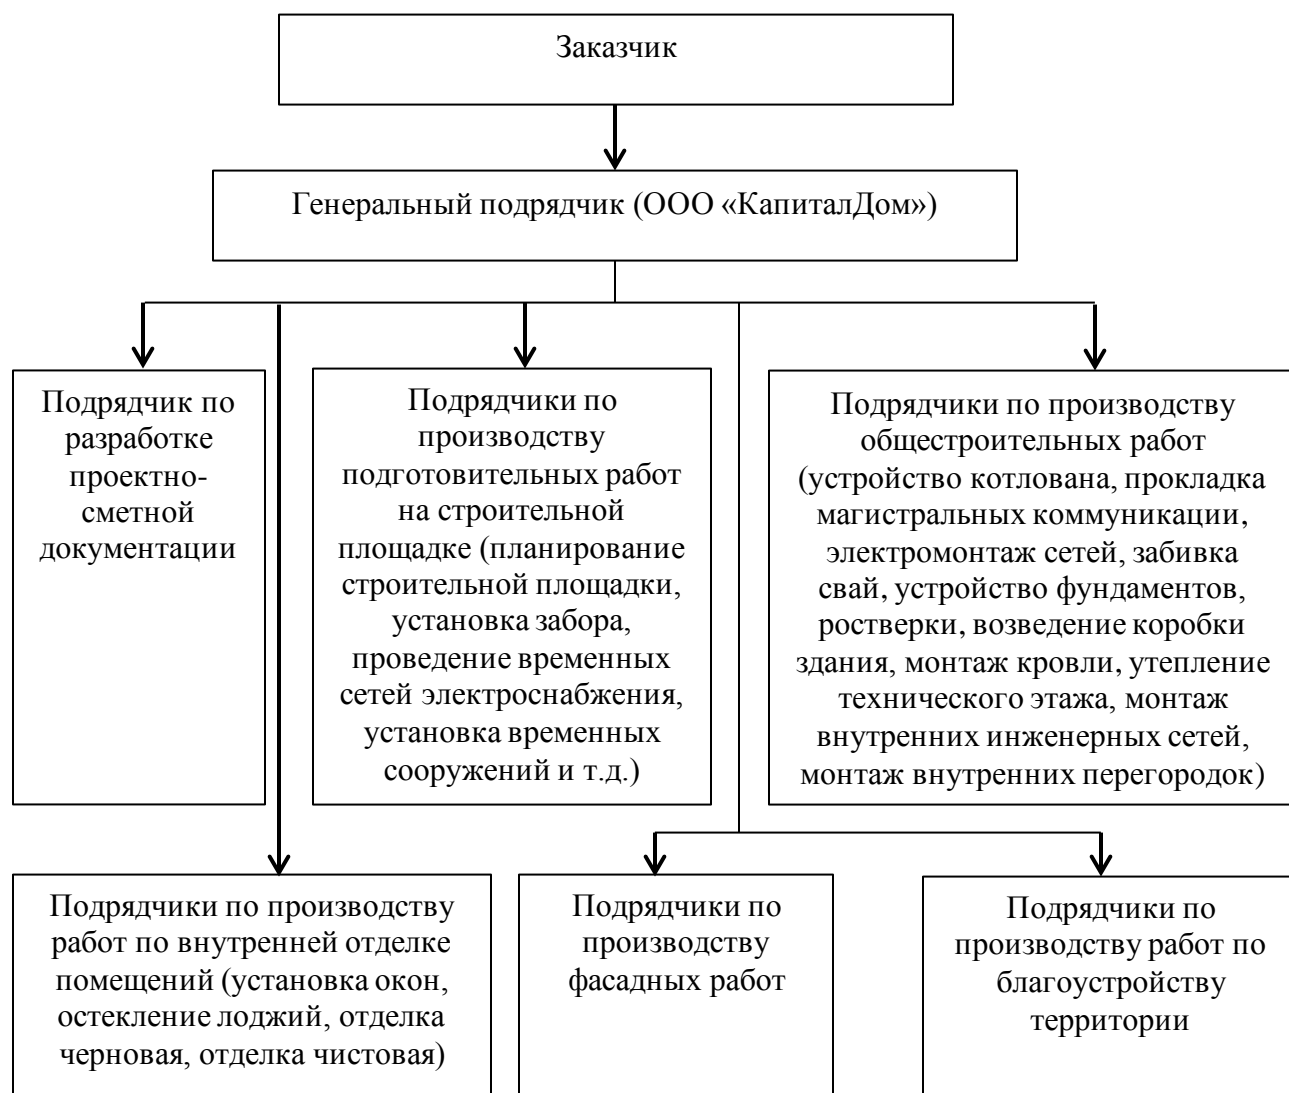 Заказчик
Генеральный подрядчик (ООО «КапиталДом»)
Подрядчик по
разработке
проектно-
сметной
документации
Подрядчики по
производству
подготовительных работ
на строительной
площадке (планирование
строительной площадки,
установка забора,
проведение временных
сетей электроснабжения,
установка временных
сооружений и т.д.)
Подрядчики по производству
общестроительных работ
(устройство котлована, прокладка
магистральных коммуникации,
электромонтаж сетей, забивка
свай, устройство фундаментов,
ростверки, возведение коробки
здания, монтаж кровли, утепление
технического этажа, монтаж
внутренних инженерных сетей,
монтаж внутренних перегородок)
Подрядчики по производству
работ по внутренней отделке
помещений (установка окон,
остекление лоджий, отделка
черновая, отделка чистовая)
Подрядчики по
производству
фасадных работ
Подрядчики по
производству работ по
благоустройству
территории